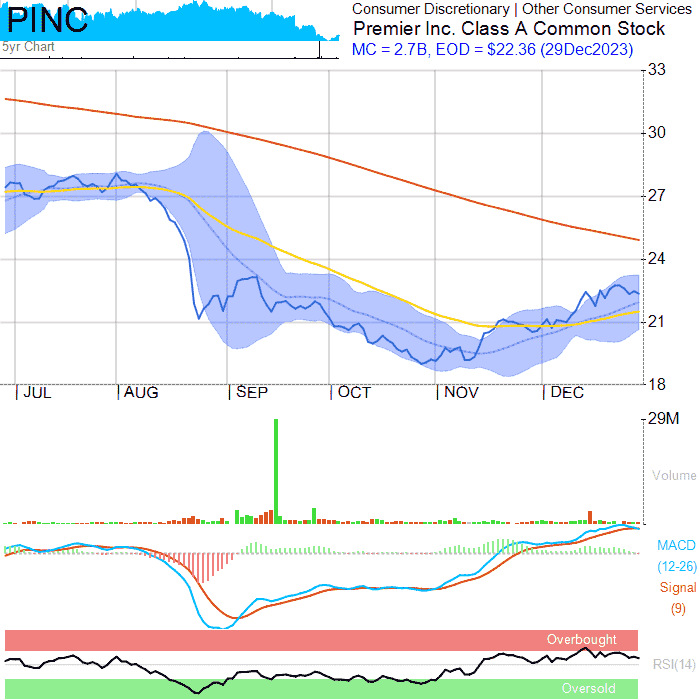 PINC
5yr Chart
Consumer Discretionary | Other Consumer Services
Premier Inc. Class A Common Stock
MC = 2.7B, EOD = $22.36 (29Dec2023)
33
30
27
24
21
18
JUL AUG SEP OCT NOV DEC
29M
Volume
MACD
(12-26)
Signal
(9)
Overbought
RSI(14)
Oversold